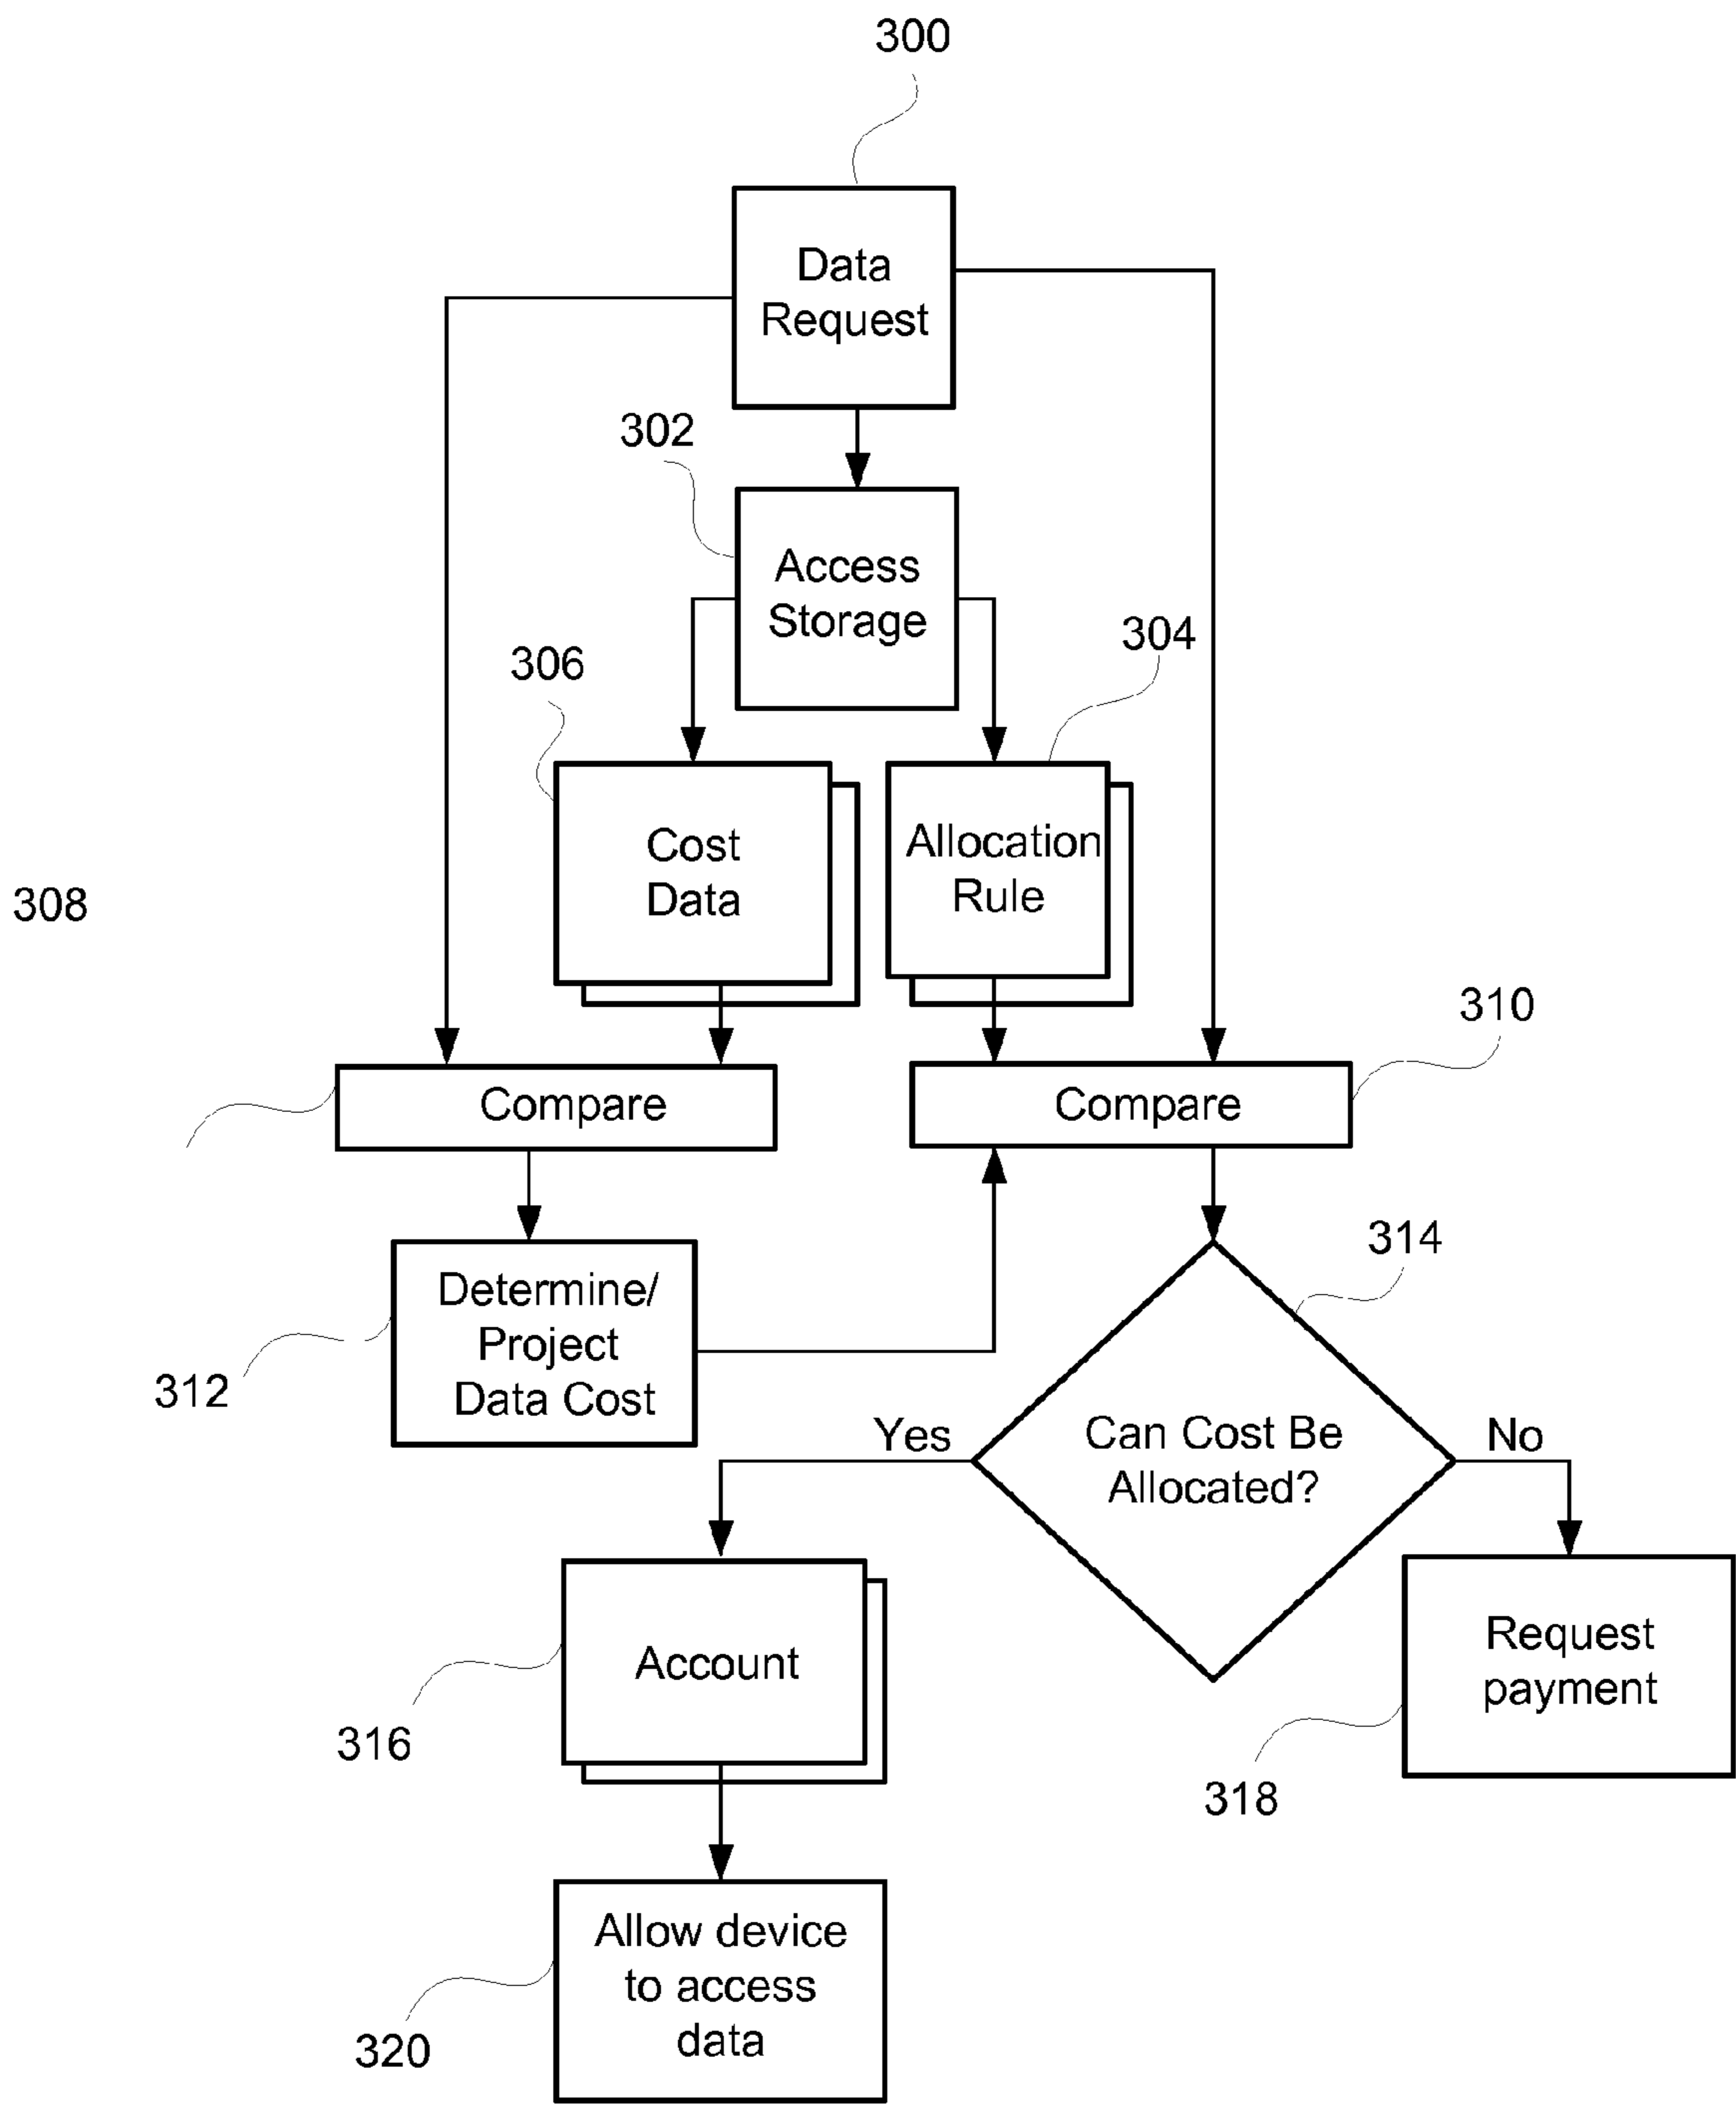 300
Data
Request
302
Access
Storage
304
306
Cost
Data
Allocation
Rule
308
310
Compare
Compare
314
Determine/
Project
Data Cost
312
Yes
Can Cost Be
Allocated?
No
Account
Request
payment
316
318
Allow device
to access
data
320